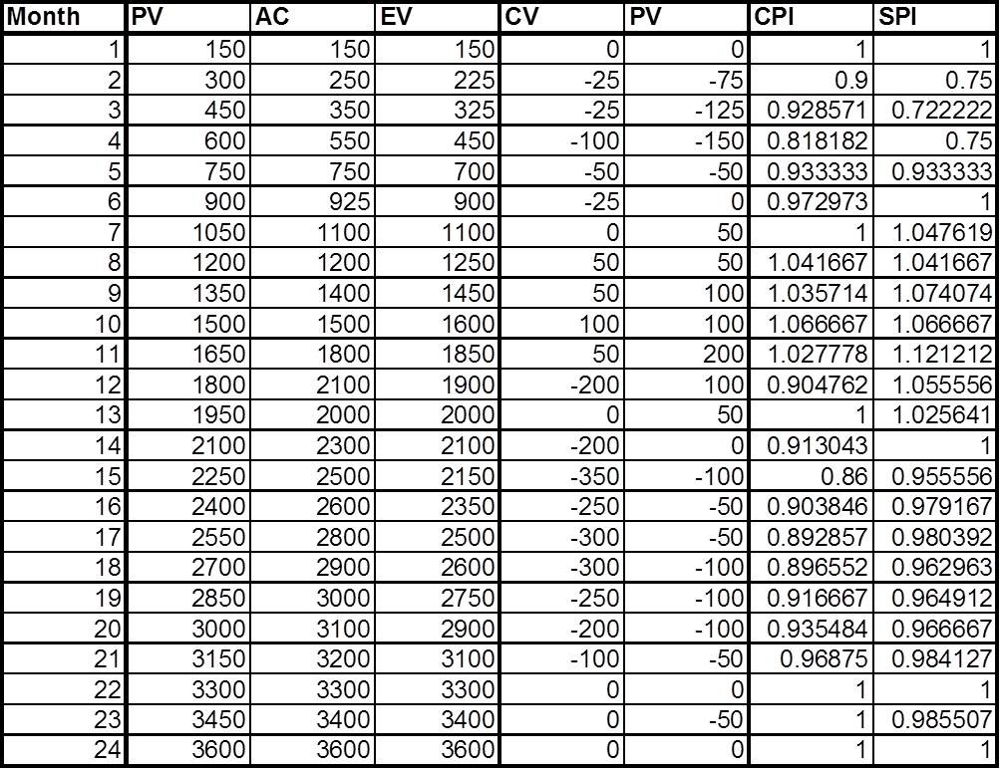 Month PV AC EV CV PV CPI SPI
1 150 150 150 0 0 1 1
2 300 250 225 -25 -75 0.9 0.75
3 450 350 325 -25 -125 0.928571 0.722222
4 600 550 450 -100 -150 0.818182 0.75
5 750 750 700 -50 -50 0.933333 0.933333
6 900 925 900 -25 0 0.972973 1
7 1050 1100 1100 0 50 1 1.047619
8 1200 1200 1250 50 50 1.041667 1.041667
9 1350 1400 1450 50 100 1.035714 1.074074
10 1500 1500 1600 100 100 1.066667 1.066667
11 1650 1800 1850 50 200 1.027778 1.121212
12 1800 2100 1900 -200 100 0.904762 1.055556
13 1950 2000 2000 0 50 1 1.025641
14 2100 2300 2100 -200 0 0.913043 1
15 2250 2500 2150 -350 -100 0.86 0.955556
16 2400 2600 2350 -250 -50 0.903846 0.979167
17 2550 2800 2500 -300 -50 0.892857 0.980392
18 2700 2900 2600 -300 -100 0.896552 0.962963
19 2850 3000 2750 -250 -100 0.916667 0.964912
20 3000 3100 2900 -200 -100 0.935484 0.966667
21 3150 3200 3100 -100 -50 0.96875 0.984127
22 3300 3300 3300 0 0 1 1
23 3450 3400 3400 0 -50 1 0.985507
24 3600 3600 3600 0 0 1 1